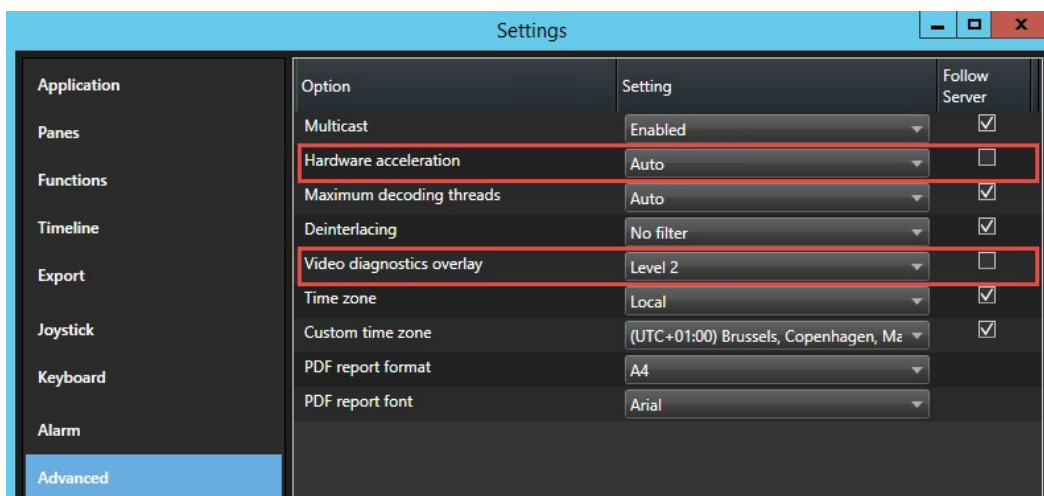 Settings
Application
Panes
Functions
Timeline
Export
Joystick
Keyboard
Alarm
Advanced
Option Setting Follow Server
Multicast Enabled
Hardware acceleration Auto
Maximum decoding threads Auto
Deinterlacing No filter
Video diagnostics overlay Level 2
Time zone Local
Custom time zone (UTC+01:00) Brussels, Copenhagen, Ma
PDF report format A4
PDF report font Arial